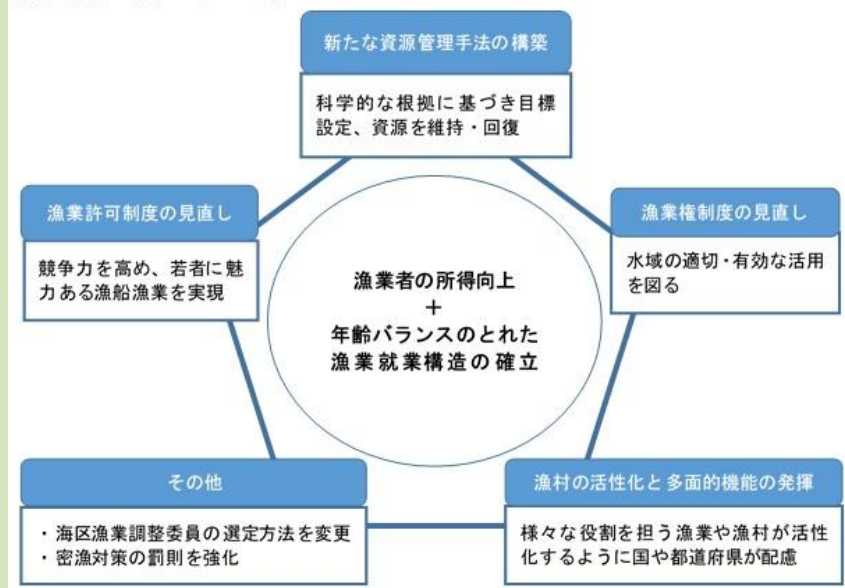 新たな資源管理手法の構築
科学的な根拠に基づき目標
設定、資源を維持・回復
漁業許可制度の見直し
競争力を高め、若者に魅
力ある漁船漁業を実現
漁業権制度の見直し
水域の適切・有効な活用
を図る
漁業者の所得向上
＋
年齢バランスのとれた
漁業就業構造の確立
その他
・海区漁業調整委員の選定方法を変更
・密漁対策の罰則を強化
漁村の活性化と多面的機能の発揮
様々な役割を担う漁業や漁村が活性
化するように国や都道府県が配慮